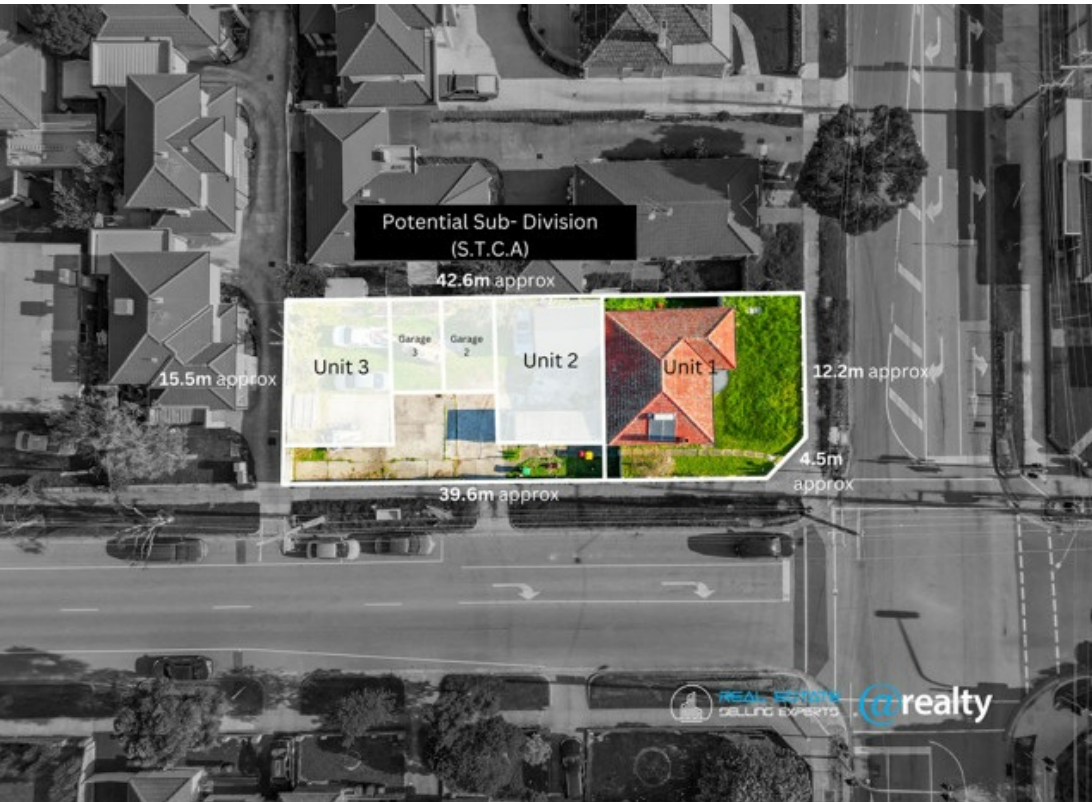 Potential Sub- Division
(S.T.C.A)
42.6m approx
Unit 3
Garage
3
Garage
2
Unit 2
Unit 1
15.5m approx
12.2m approx
4.5m
approx
39.6m approx
REAL ESTATE
SELLING EXPERTS
@realty